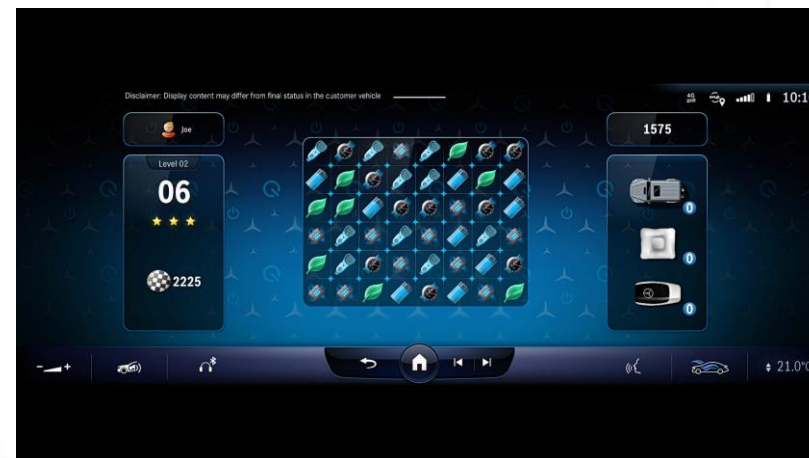 Disclaimer: Display content may differ from final status in the customer vehicle
10:1
Joe
1575
Level 02
06
0
0
2225
0
21.0°C